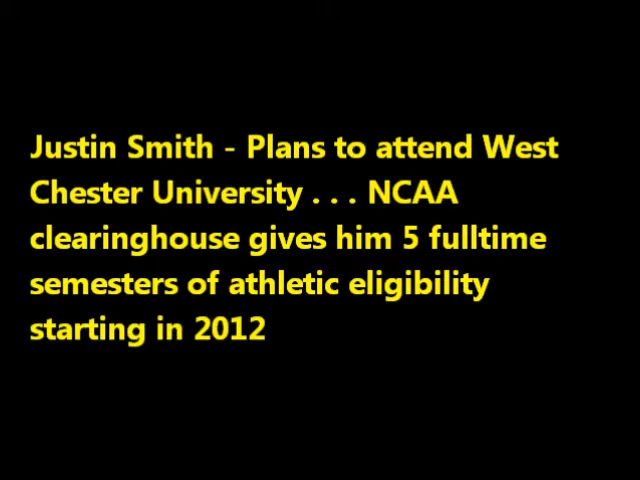 Justin Smith - Plans to attend West
Chester University . . . NCAA
clearinghouse gives him 5 fulltime
semesters of athletic eligibility
starting in 2012